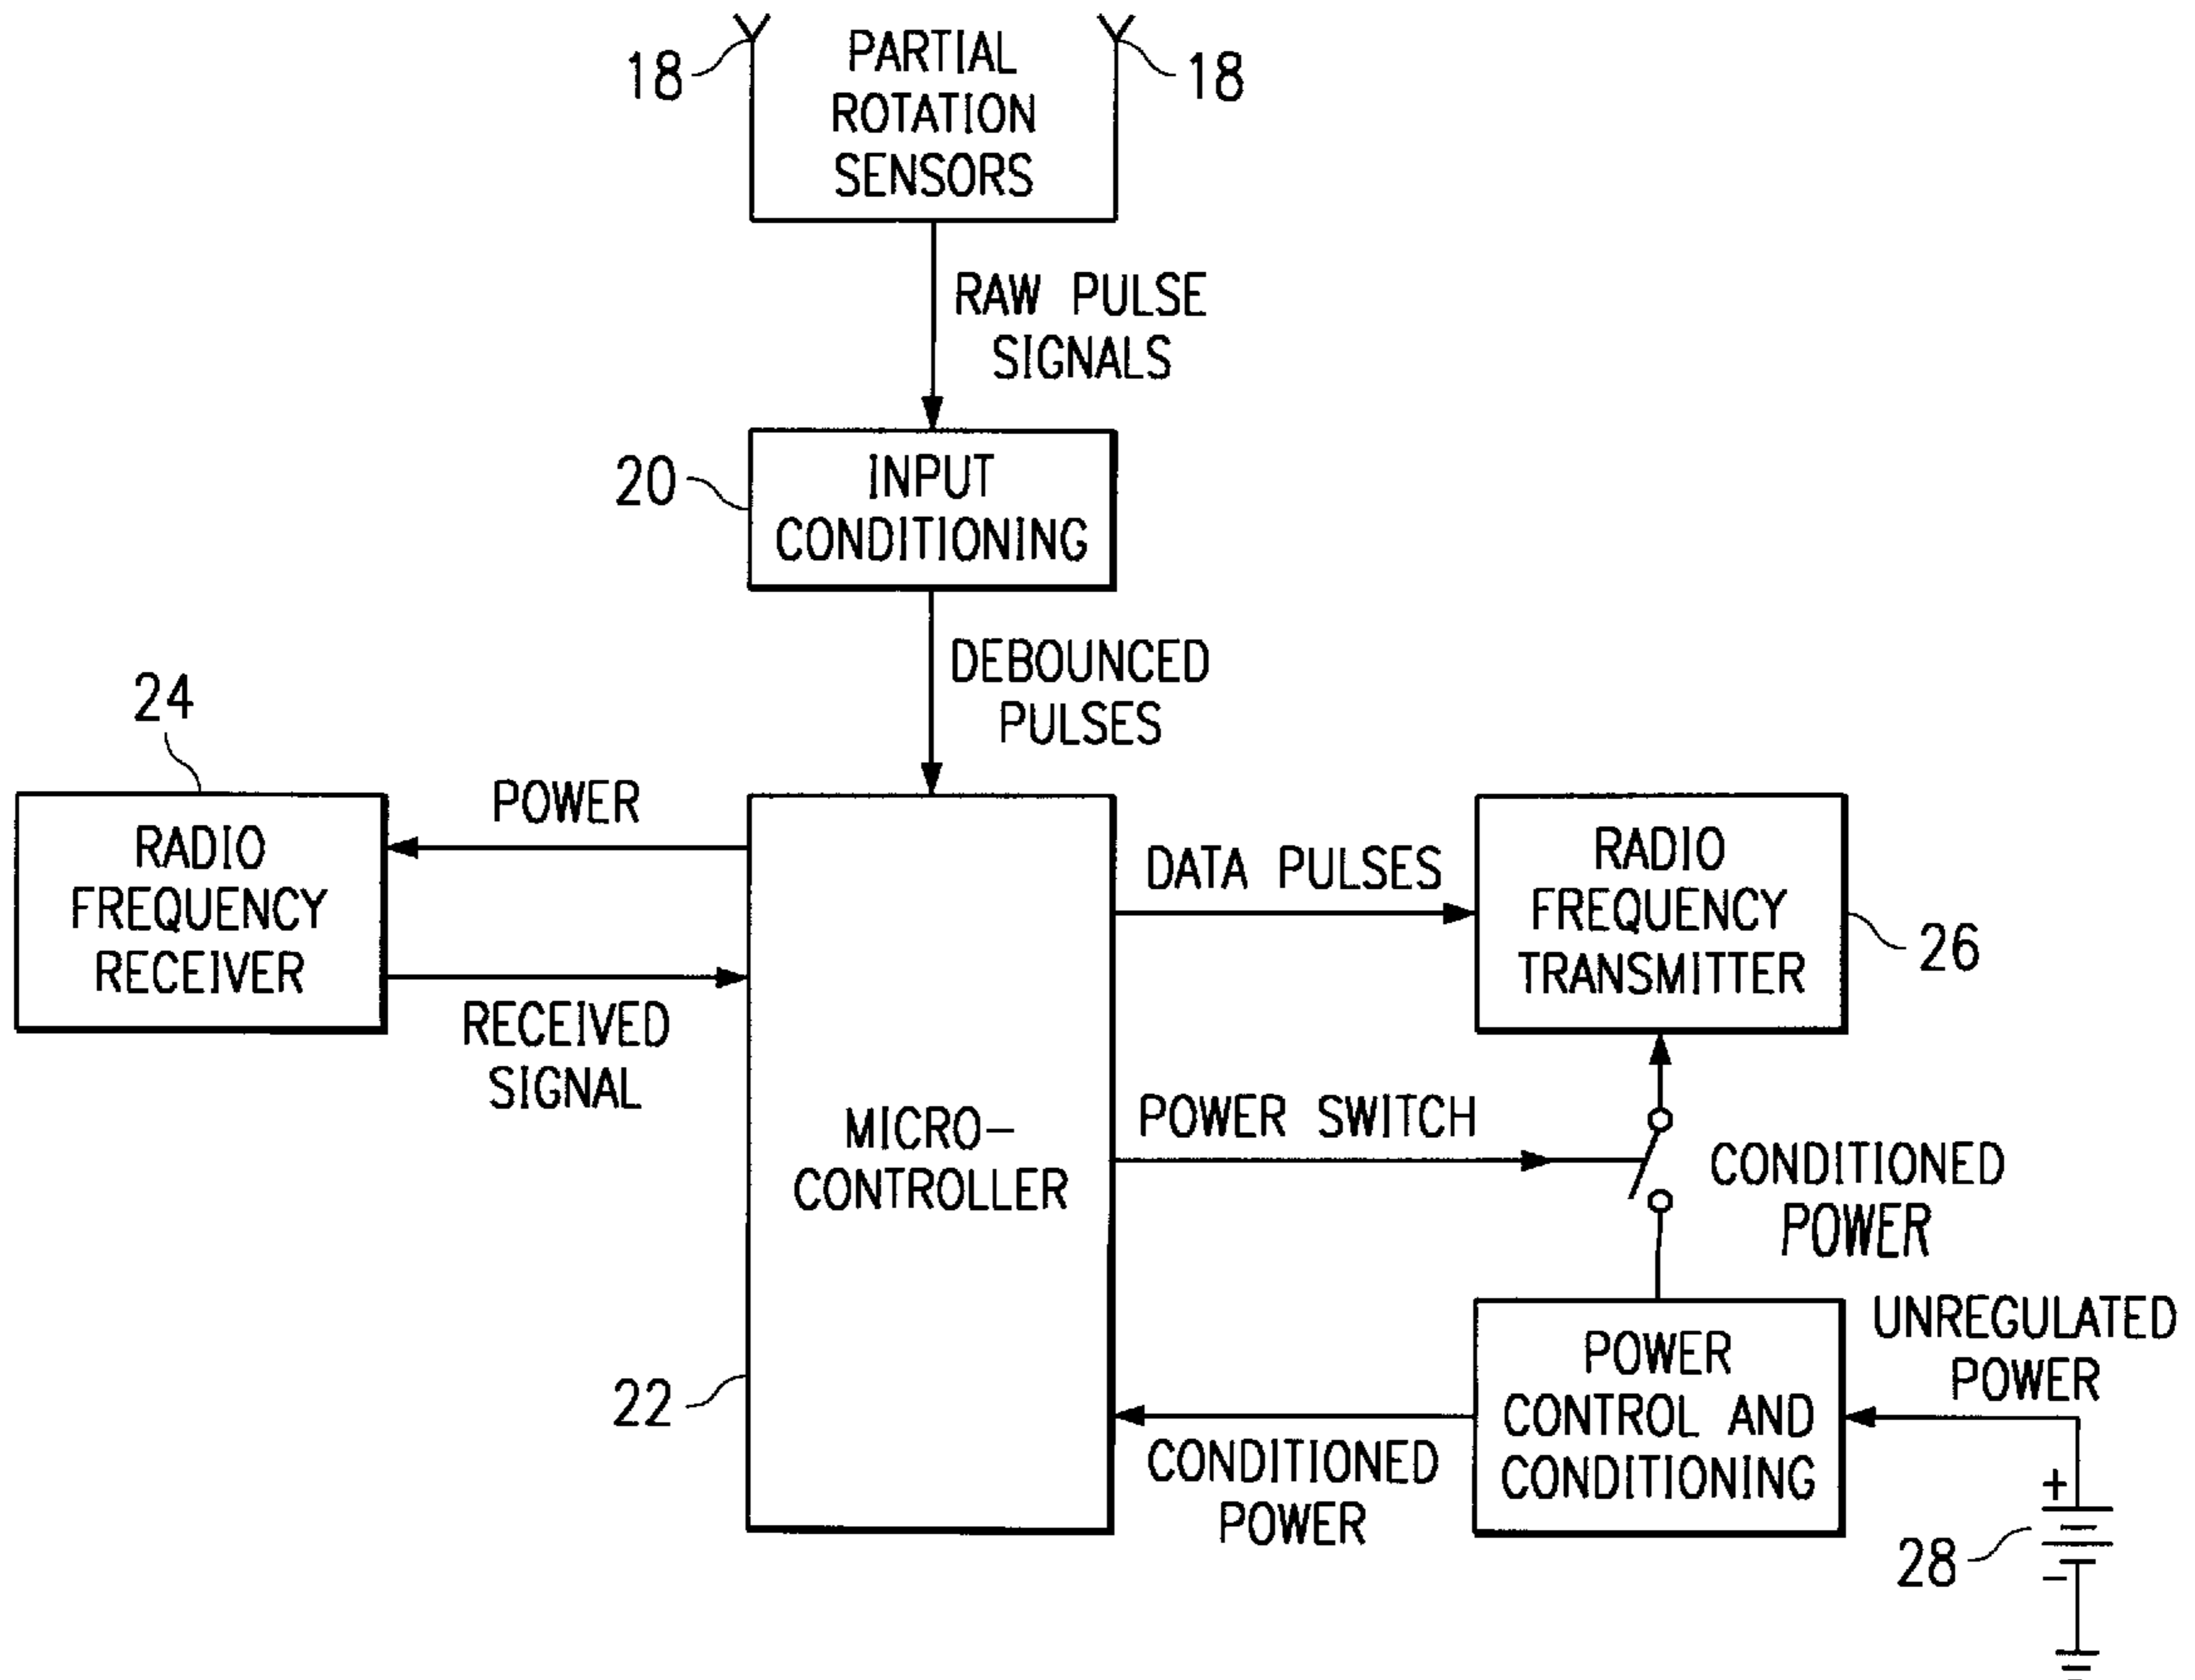 18
PARTIAL
ROTATION
SENSORS
18
RAW PULSE
SIGNALS
20
INPUT
CONDITIONING
DEBOUNCED
PULSES
24
POWER
RADIO
FREQUENCY
RECEIVER
RECEIVED
SIGNAL
DATA PULSES
RADIO
FREQUENCY
TRANSMITTER
26
MICRO-
CONTROLLER
22
POWER SWITCH
CONDITIONED
POWER
UNREGULATED
POWER
POWER
CONTROL AND
CONDITIONING
CONDITIONED
POWER
+
28
-